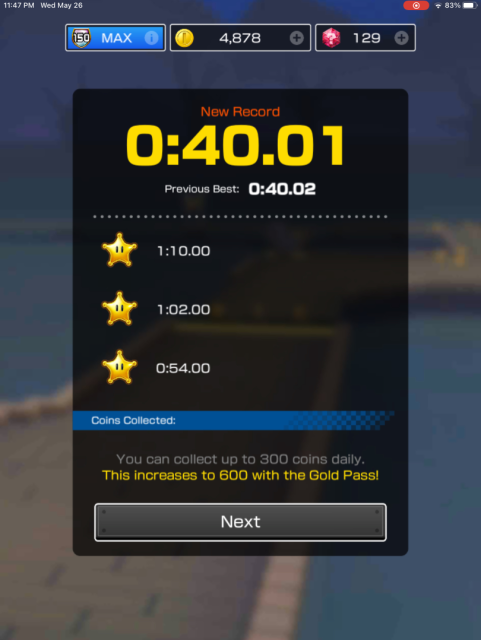 11:47 PM Wed May 26
83%
150 MAX i 4,878 + 129 +
New Record
0:40.01
Previous Best: 0:40.02
1:10.00
1:02.00
0:54.00
Coins Collected:
You can collect up to 300 coins daily.
This increases to 600 with the Gold Pass!
Next